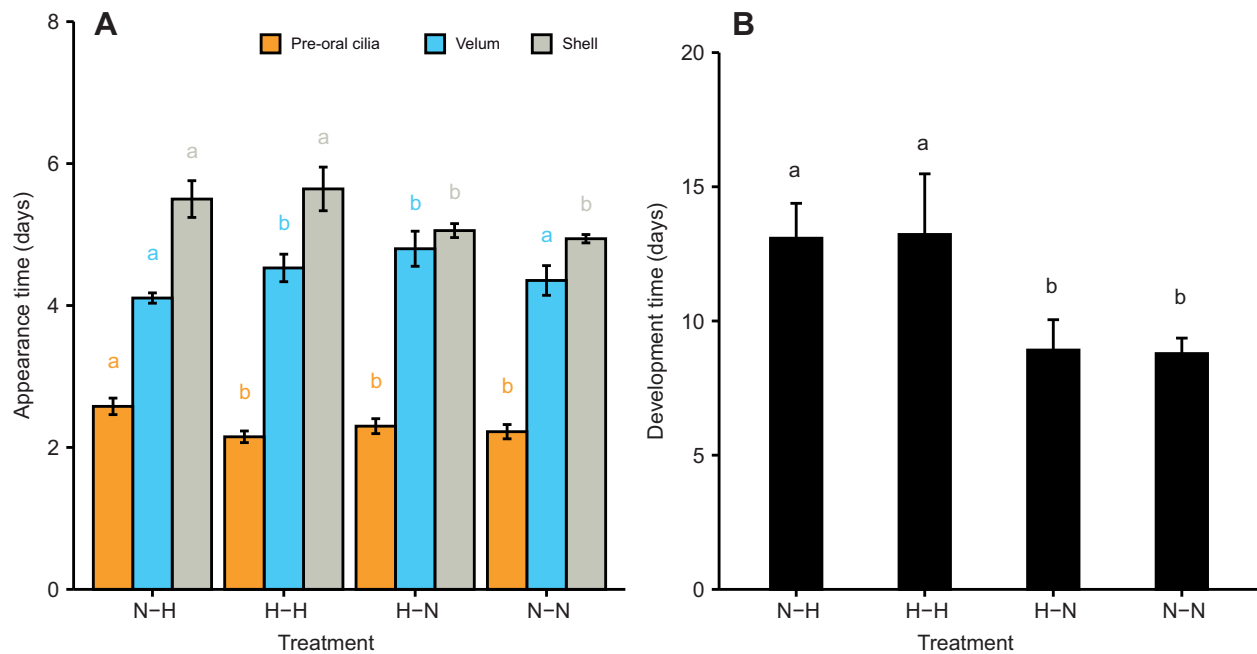 A
Pre-oral cilia Velum Shell
Appearance time (days)
8
6
4
2
0
a a a
b b a
a b b b
a b b b
N−H H−H H−N N−N
Treatment
B
Development time (days)
20
15
10
5
0
a a b b
N−H H−H H−N N−N
Treatment